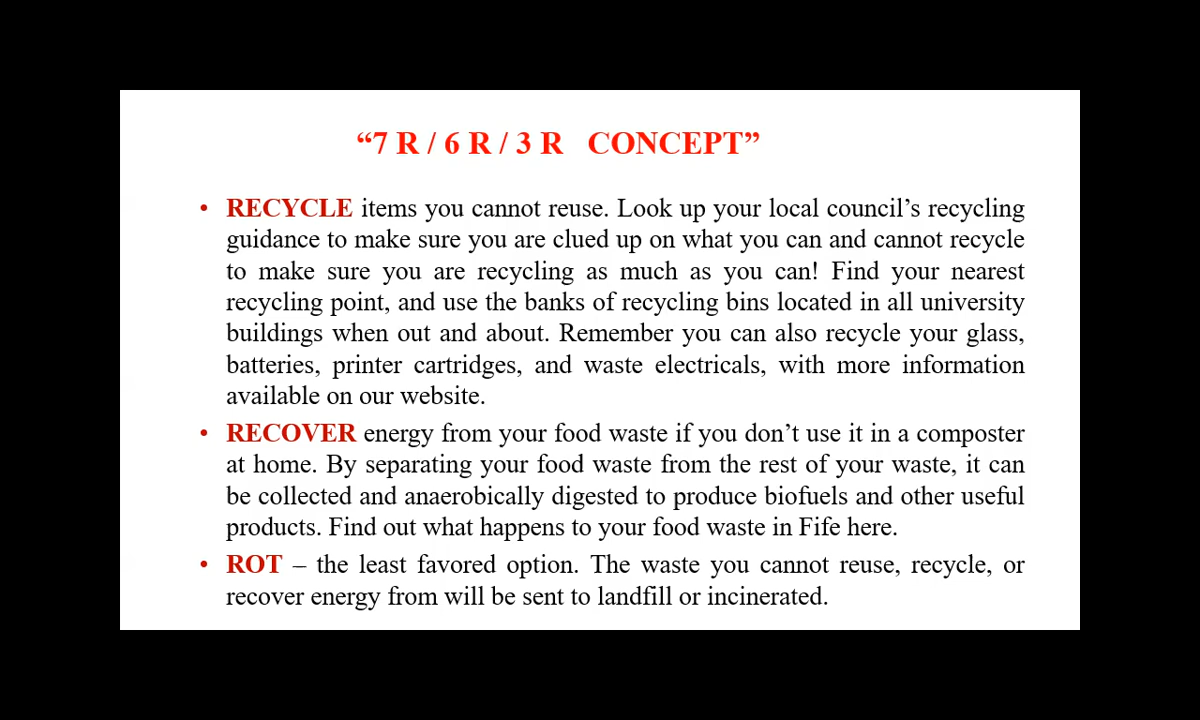 “7 R / 6 R / 3 R CONCEPT”
• RECYCLE items you cannot reuse. Look up your local council’s recycling
guidance to make sure you are clued up on what you can and cannot recycle
to make sure you are recycling as much as you can! Find your nearest
recycling point, and use the banks of recycling bins located in all university
buildings when out and about. Remember you can also recycle your glass,
batteries, printer cartridges, and waste electricals, with more information
available on our website.
• RECOVER energy from your food waste if you don’t use it in a composter
at home. By separating your food waste from the rest of your waste, it can
be collected and anaerobically digested to produce biofuels and other useful
products. Find out what happens to your food waste in Fife here.
• ROT – the least favored option. The waste you cannot reuse, recycle, or
recover energy from will be sent to landfill or incinerated.